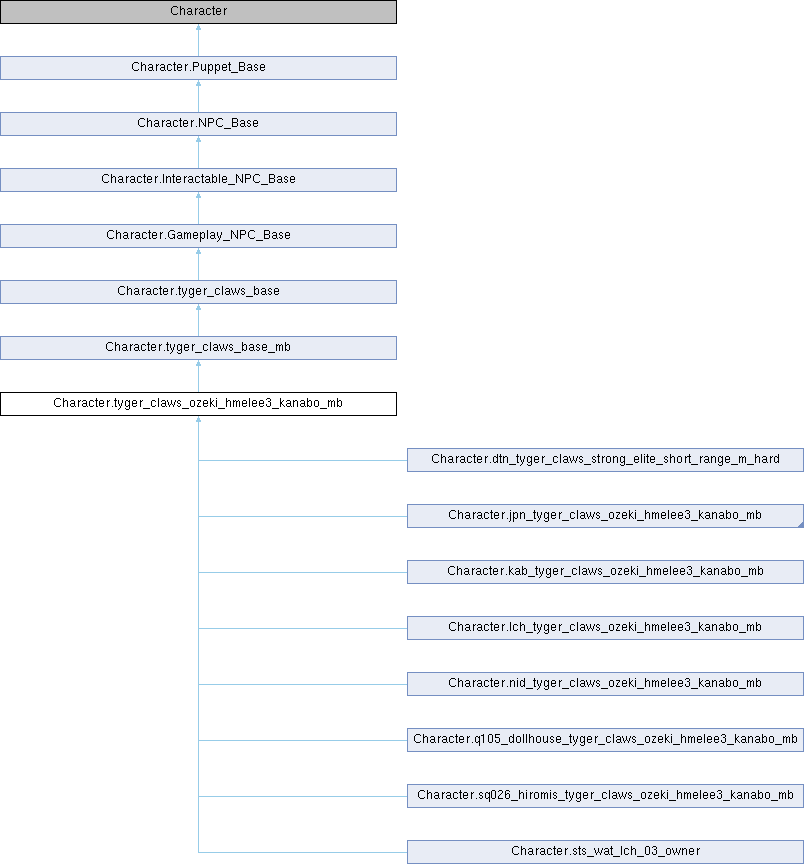 Character
Character.Puppet_Base
Character.NPC_Base
Character.Interactable_NPC_Base
Character.Gameplay_NPC_Base
Character.tyger_claws_base
Character.tyger_claws_base_mb
Character.tyger_claws_ozeki_hmelee3_kanabo_mb
Character.dtn_tyger_claws_strong_elite_short_range_m_hard
Character.jpn_tyger_claws_ozeki_hmelee3_kanabo_mb
Character.kab_tyger_claws_ozeki_hmelee3_kanabo_mb
Character.lch_tyger_claws_ozeki_hmelee3_kanabo_mb
Character.nid_tyger_claws_ozeki_hmelee3_kanabo_mb
Character.q105_dollhouse_tyger_claws_ozeki_hmelee3_kanabo_mb
Character.sq026_hiromis_tyger_claws_ozeki_hmelee3_kanabo_mb
Character.sts_wat_lch_03_owner